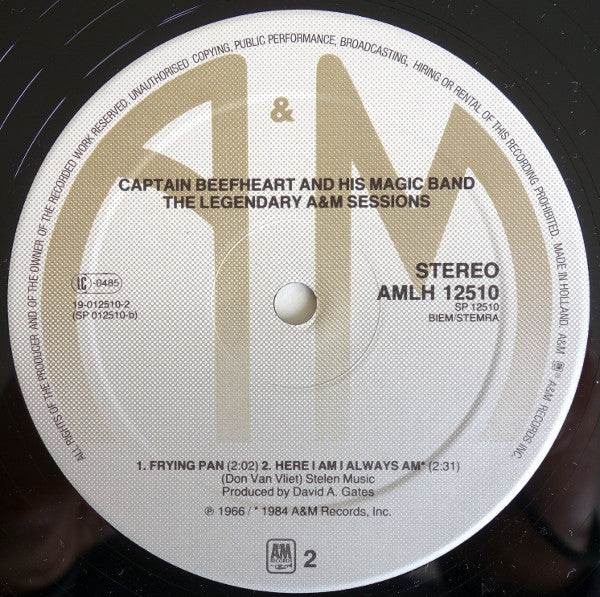 ALL RIGHTS OF THE PRODUCER AND OF THE OWNER OF THE RECORDED WORK RESERVED. UNAUTHORISED COPYING, PUBLIC PERFORMANCE, BROADCASTING, HIRING OR RENTAL OF THIS RECORDING PROHIBITED. MADE IN HOLLAND. A&M ® A&M RECORDS INC.
A & M
CAPTAIN BEEFHEART AND HIS MAGIC BAND
THE LEGENDARY A&M SESSIONS
LC -0485
19-012510-2
(SP 012510-b)
STEREO
AMLH 12510
SP 12510
BIEM/STEMRA
1. FRYING PAN (2:02) 2. HERE I AM I ALWAYS AM* (2:31)
(Don Van Vliet) Stelen Music
Produced by David A. Gates
℗ 1966 / * 1984 A&M Records, Inc.
A&M
RECORDS
2